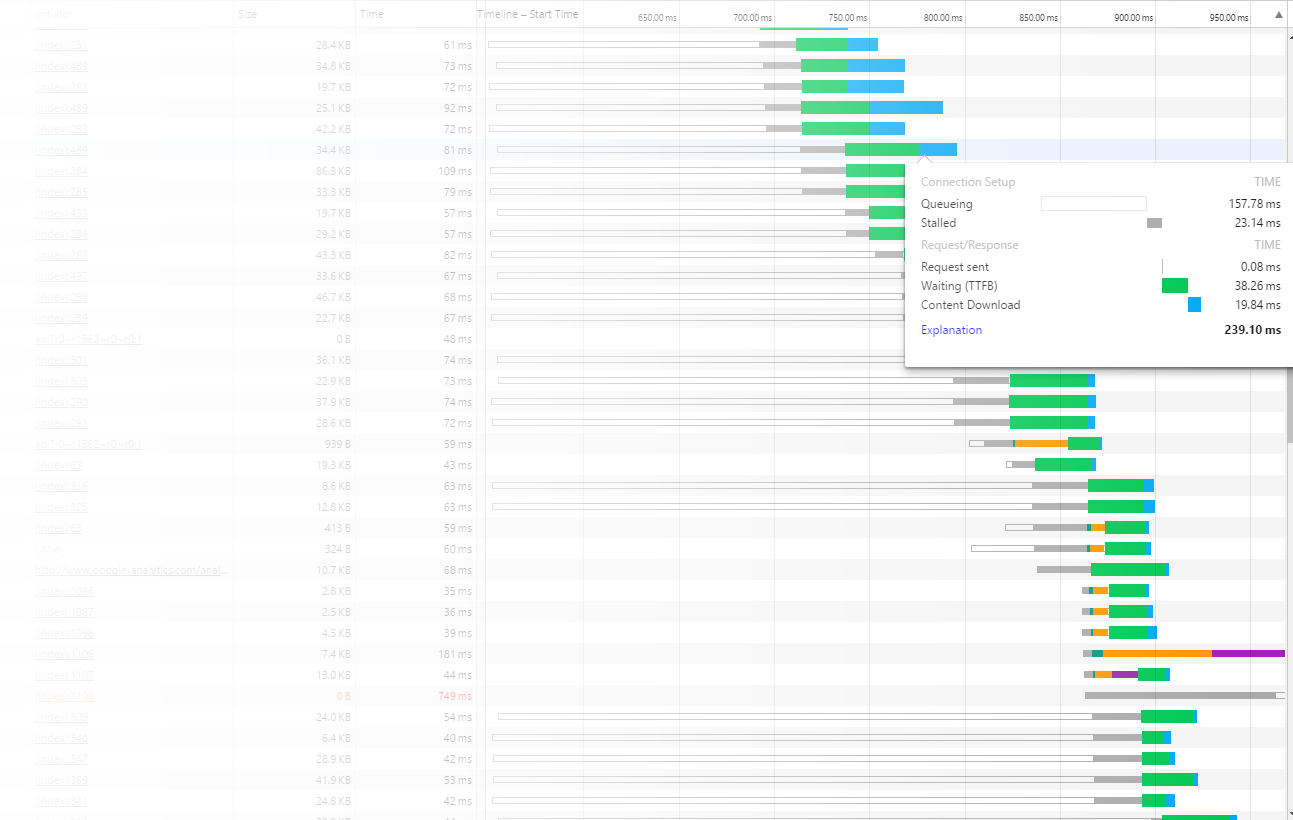 Initiator Size Time Timeline – Start Time 650.00 ms 700.00 ms 750.00 ms 800.00 ms 850.00 ms 900.00 ms 950.00 ms ▲
(index):281 28.4 KB 61 ms
(index):489 34.8 KB 73 ms
(index):282 19.7 KB 72 ms
(index):489 25.1 KB 92 ms
(index):283 42.2 KB 72 ms
(index):489 34.4 KB 81 ms
(index):284 86.3 KB 109 ms
(index):285 33.3 KB 79 ms
(index):493 19.7 KB 57 ms
(index):286 29.2 KB 57 ms
(index):287 43.3 KB 82 ms
(index):497 33.6 KB 67 ms
(index):288 46.7 KB 68 ms
(index):289 22.7 KB 67 ms
0 B 48 ms
(index):501 36.1 KB 74 ms
(index):505 22.9 KB 73 ms
(index):290 37.9 KB 74 ms
(index):291 28.6 KB 72 ms
939 B 59 ms
(index):63 19.3 KB 43 ms
(index):316 8.6 KB 63 ms
(index):325 12.8 KB 63 ms
(index):63 413 B 59 ms
Other 324 B 60 ms
http://www.google-analytics.com/anal... 10.7 KB 68 ms
(index):1086 2.8 KB 35 ms
(index):1087 2.5 KB 36 ms
(index):1096 4.5 KB 39 ms
(index):1106 7.4 KB 181 ms
(index):1107 13.0 KB 44 ms
(index):1108 0 B 749 ms
(index):509 24.0 KB 54 ms
(index):340 6.4 KB 40 ms
(index):347 28.9 KB 42 ms
(index):369 41.9 KB 53 ms
(index):341 24.8 KB 42 ms
Connection Setup TIME
Queueing 157.78 ms
Stalled 23.14 ms
Request/Response TIME
Request sent 0.08 ms
Waiting (TTFB) 38.26 ms
Content Download 19.84 ms
Explanation 239.10 ms